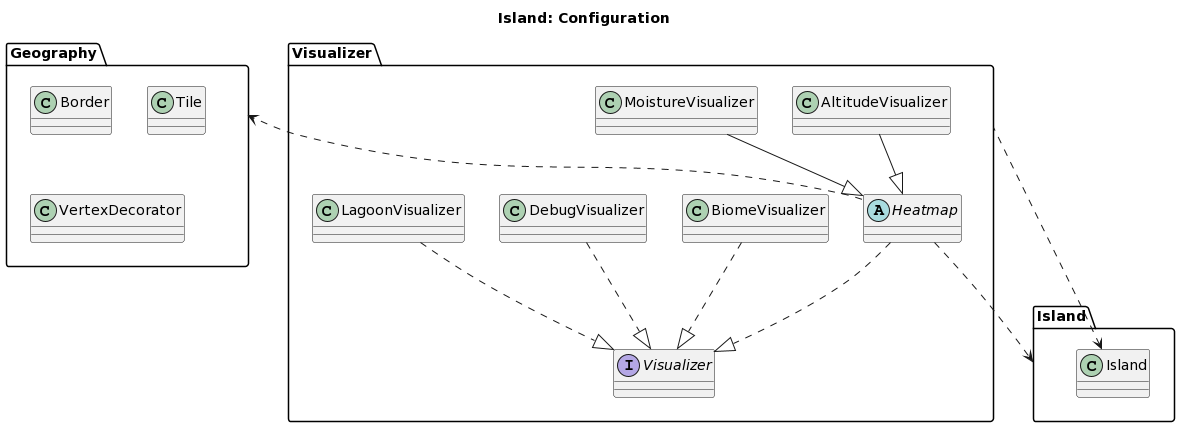 Island: Configuration
Geography
Visualizer
C Border
C Tile
C MoistureVisualizer
C AltitudeVisualizer
C VertexDecorator
C LagoonVisualizer
C DebugVisualizer
C BiomeVisualizer
A Heatmap
Island
I Visualizer
C Island